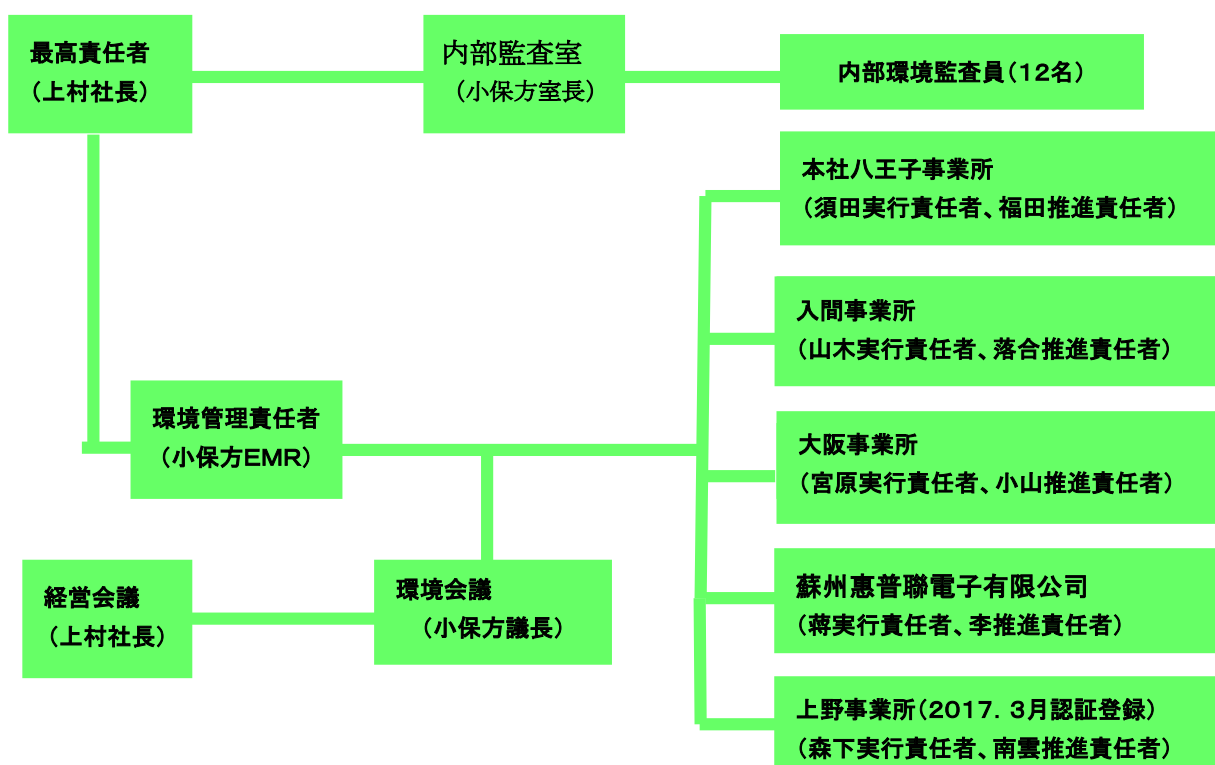 最高責任者
（上村社長）
内部監査室
（小保方室長）
内部環境監査員（１２名）
本社八王子事業所
（須田実行責任者、福田推進責任者）
入間事業所
（山木実行責任者、落合推進責任者）
大阪事業所
（宮原実行責任者、小山推進責任者）
環境管理責任者
（小保方ＥＭＲ）
経営会議
（上村社長）
環境会議
（小保方議長）
蘇州惠普聯電子有限公司
（蒋実行責任者、李推進責任者）
上野事業所（２０１７．３月認証登録）
（森下実行責任者、南雲推進責任者）